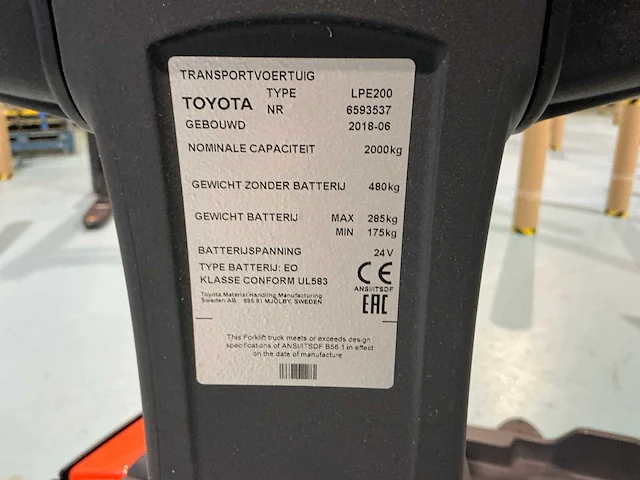 TRANSPORTVOERTUIG
TOYOTA TYPE LPE200
NR 6593537
GEBOUWD 2018-06
NOMINALE CAPACITEIT 2000kg
GEWICHT ZONDER BATTERIJ 480kg
GEWICHT BATTERIJ MAX 285kg
MIN 175kg
BATTERIJSPANNING 24V
TYPE BATTERIJ: EO
KLASSE CONFORM UL583
CE
ANSI/ITSDF
EAC
Toyota Material Handling Manufacturing
Sweden AB 595 81 MJÖLBY, SWEDEN
This Forklift truck meets or exceeds design
specifications of ANSI/ITSDF B56.1 in effect
on the date of manufacture